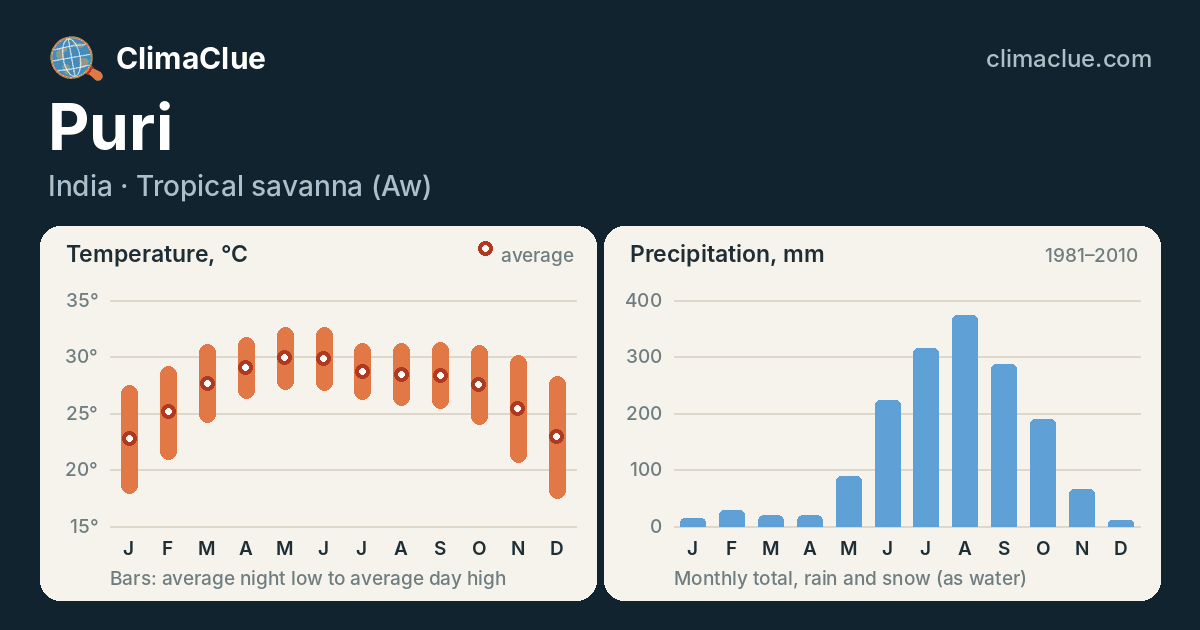 ClimaClue
climaclue.com
Puri
India · Tropical savanna (Aw)
Temperature, °C
average
35°
30°
25°
20°
15°
J F M A M J J A S O N D
Bars: average night low to average day high
Precipitation, mm
1981–2010
400
300
200
100
0
J F M A M J J A S O N D
Monthly total, rain and snow (as water)